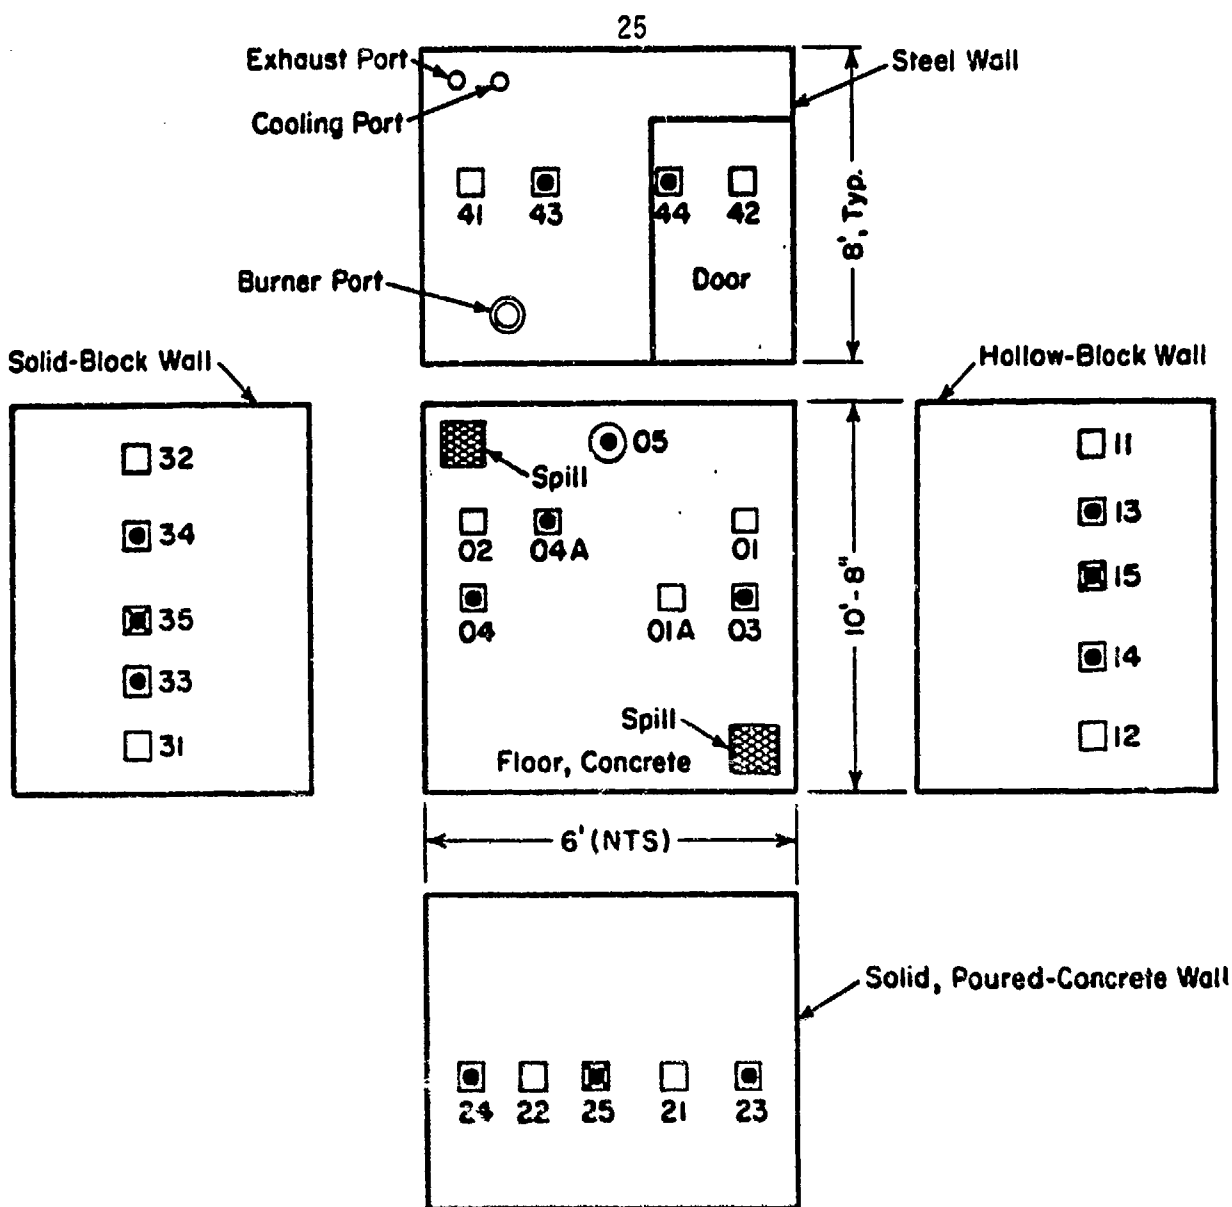 25
Exhaust Port
Steel Wall
Cooling Port
41 43 44 42
8', Typ.
Burner Port
Door
Solid-Block Wall
Hollow-Block Wall
32
34
35
33
31
05
Spill
02 04A 01
04 01A 03
Spill
Floor, Concrete
10'-8"
11
13
15
14
12
6' (NTS)
Solid, Poured-Concrete Wall
24 22 25 21 23